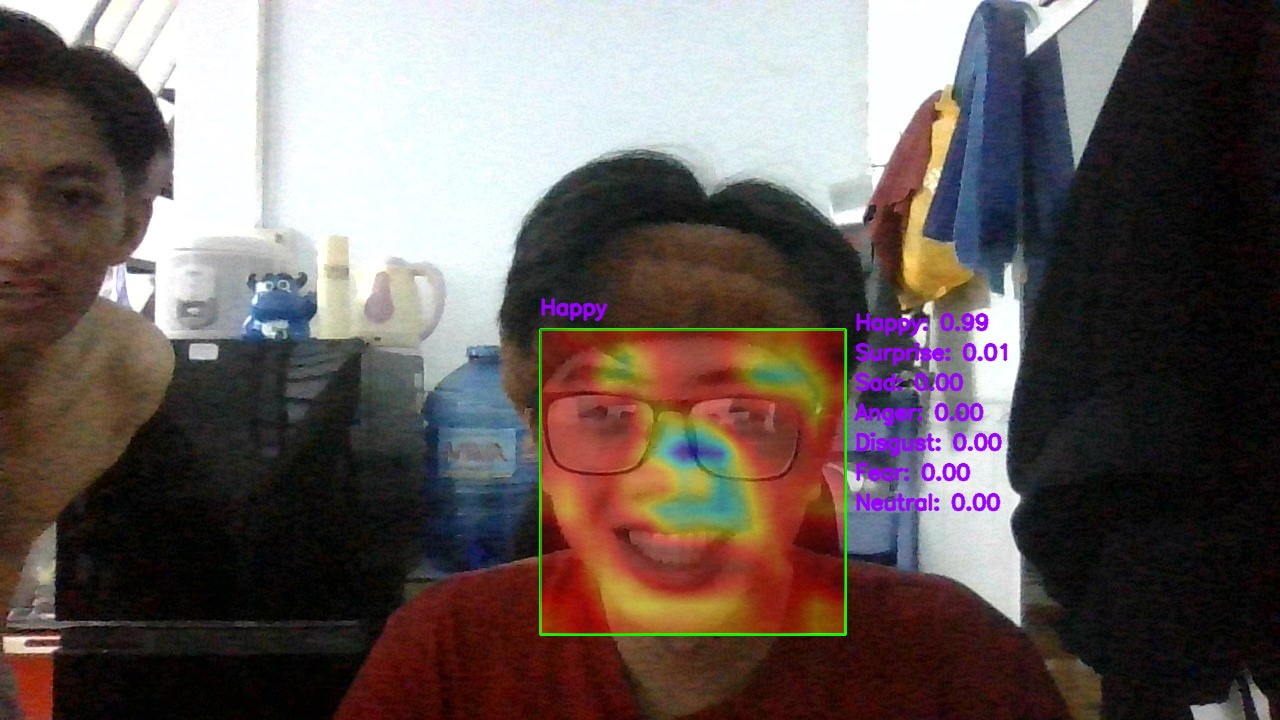 Happy
Happy: 0.99
Surprise: 0.01
Sad: 0.00
Anger: 0.00
Disgust: 0.00
Fear: 0.00
Neutral: 0.00